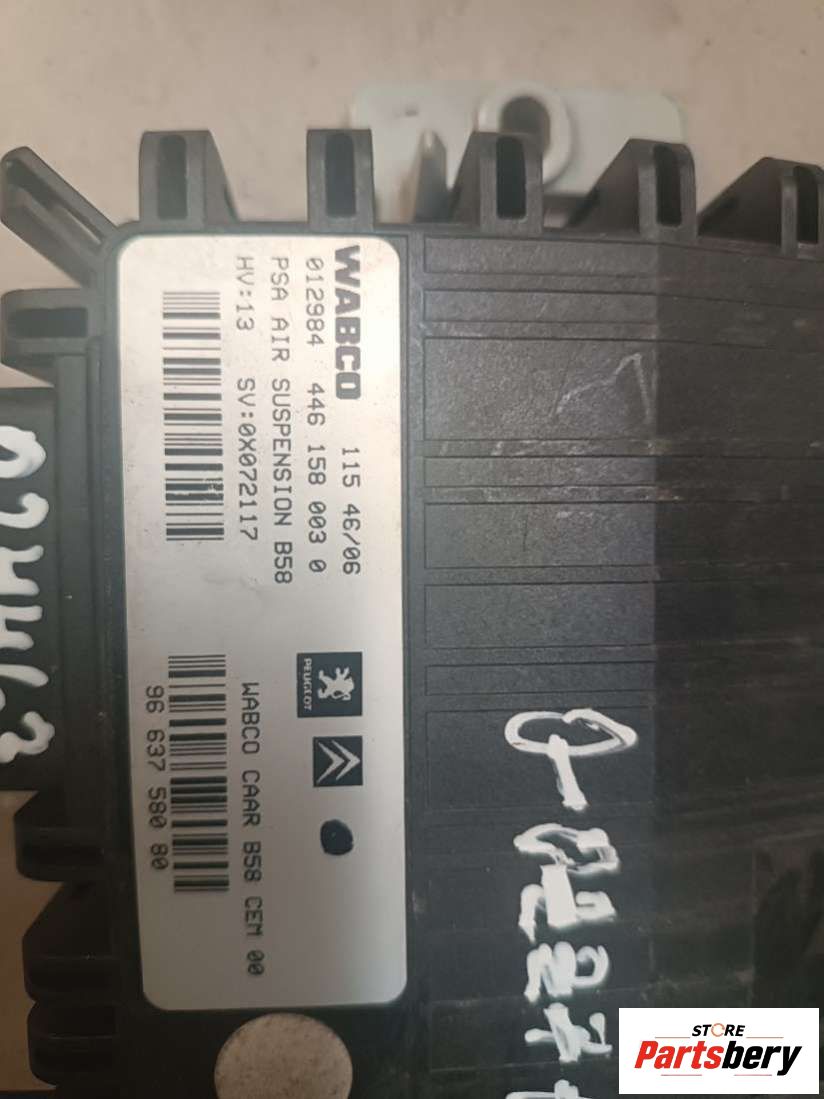 WABCO 115 46/06
012984 446 158 003 0
PSA AIR SUSPENSION B58
HV:13 SV:0X072117
PEUGEOT
WABCO CAAR B58 CEM 00
96 637 580 80
STORE
Partsbery